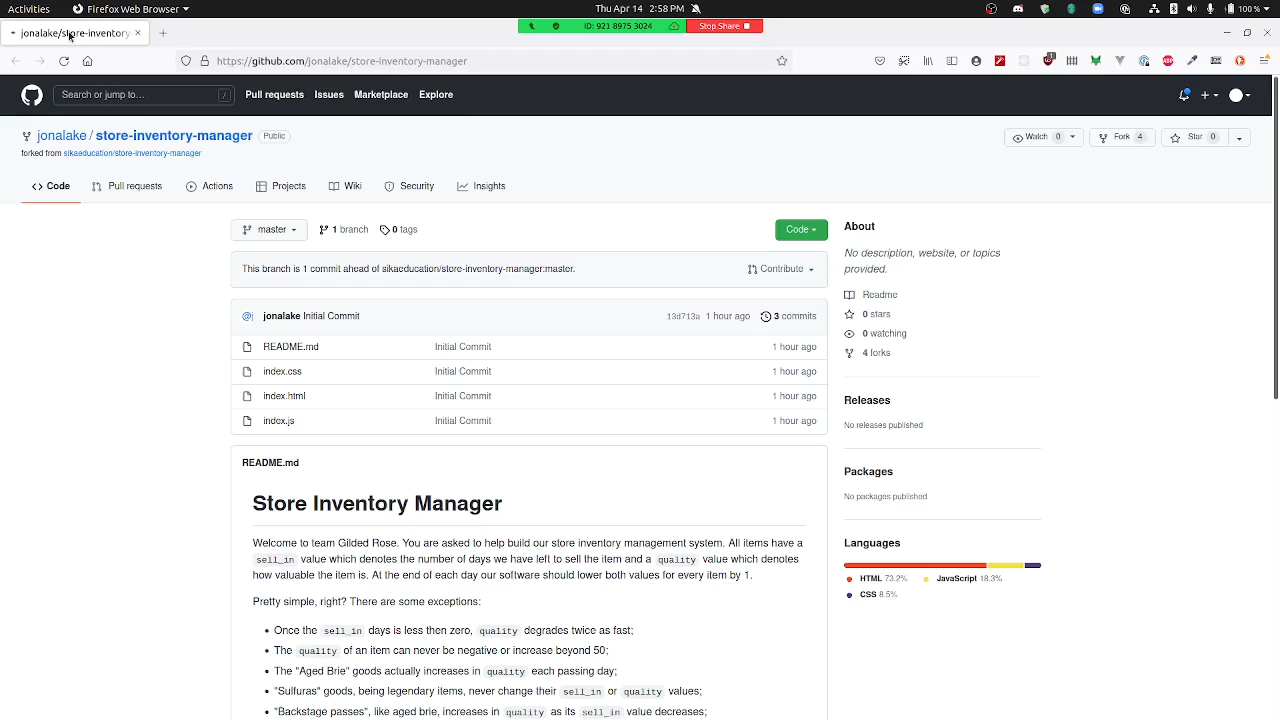 Activities Firefox Web Browser Thu Apr 14 2:58 PM 100 %
jonalake/store-inventory ID: 921 8975 3024 Stop Share
https://github.com/jonalake/store-inventory-manager
Search or jump to… / Pull requests Issues Marketplace Explore
jonalake / store-inventory-manager Public Watch 0 Fork 4 Star 0
forked from sikaeducation/store-inventory-manager
Code Pull requests Actions Projects Wiki Security Insights
master 1 branch 0 tags Code
This branch is 1 commit ahead of sikaeducation/store-inventory-manager:master. Contribute
jonalake Initial Commit 13d713a 1 hour ago 3 commits
README.md Initial Commit 1 hour ago
index.css Initial Commit 1 hour ago
index.html Initial Commit 1 hour ago
index.js Initial Commit 1 hour ago
README.md
Store Inventory Manager
Welcome to team Gilded Rose. You are asked to help build our store inventory management system. All items have a
sell_in value which denotes the number of days we have left to sell the item and a quality value which denotes
how valuable the item is. At the end of each day our software should lower both values for every item by 1.
Pretty simple, right? There are some exceptions:
• Once the sell_in days is less then zero, quality degrades twice as fast;
• The quality of an item can never be negative or increase beyond 50;
• The "Aged Brie" goods actually increases in quality each passing day;
• "Sulfuras" goods, being legendary items, never change their sell_in or quality values;
• "Backstage passes", like aged brie, increases in quality as its sell_in value decreases;
About
No description, website, or topics
provided.
Readme
0 stars
0 watching
4 forks
Releases
No releases published
Packages
No packages published
Languages
HTML 73.2% JavaScript 18.3%
CSS 8.5%